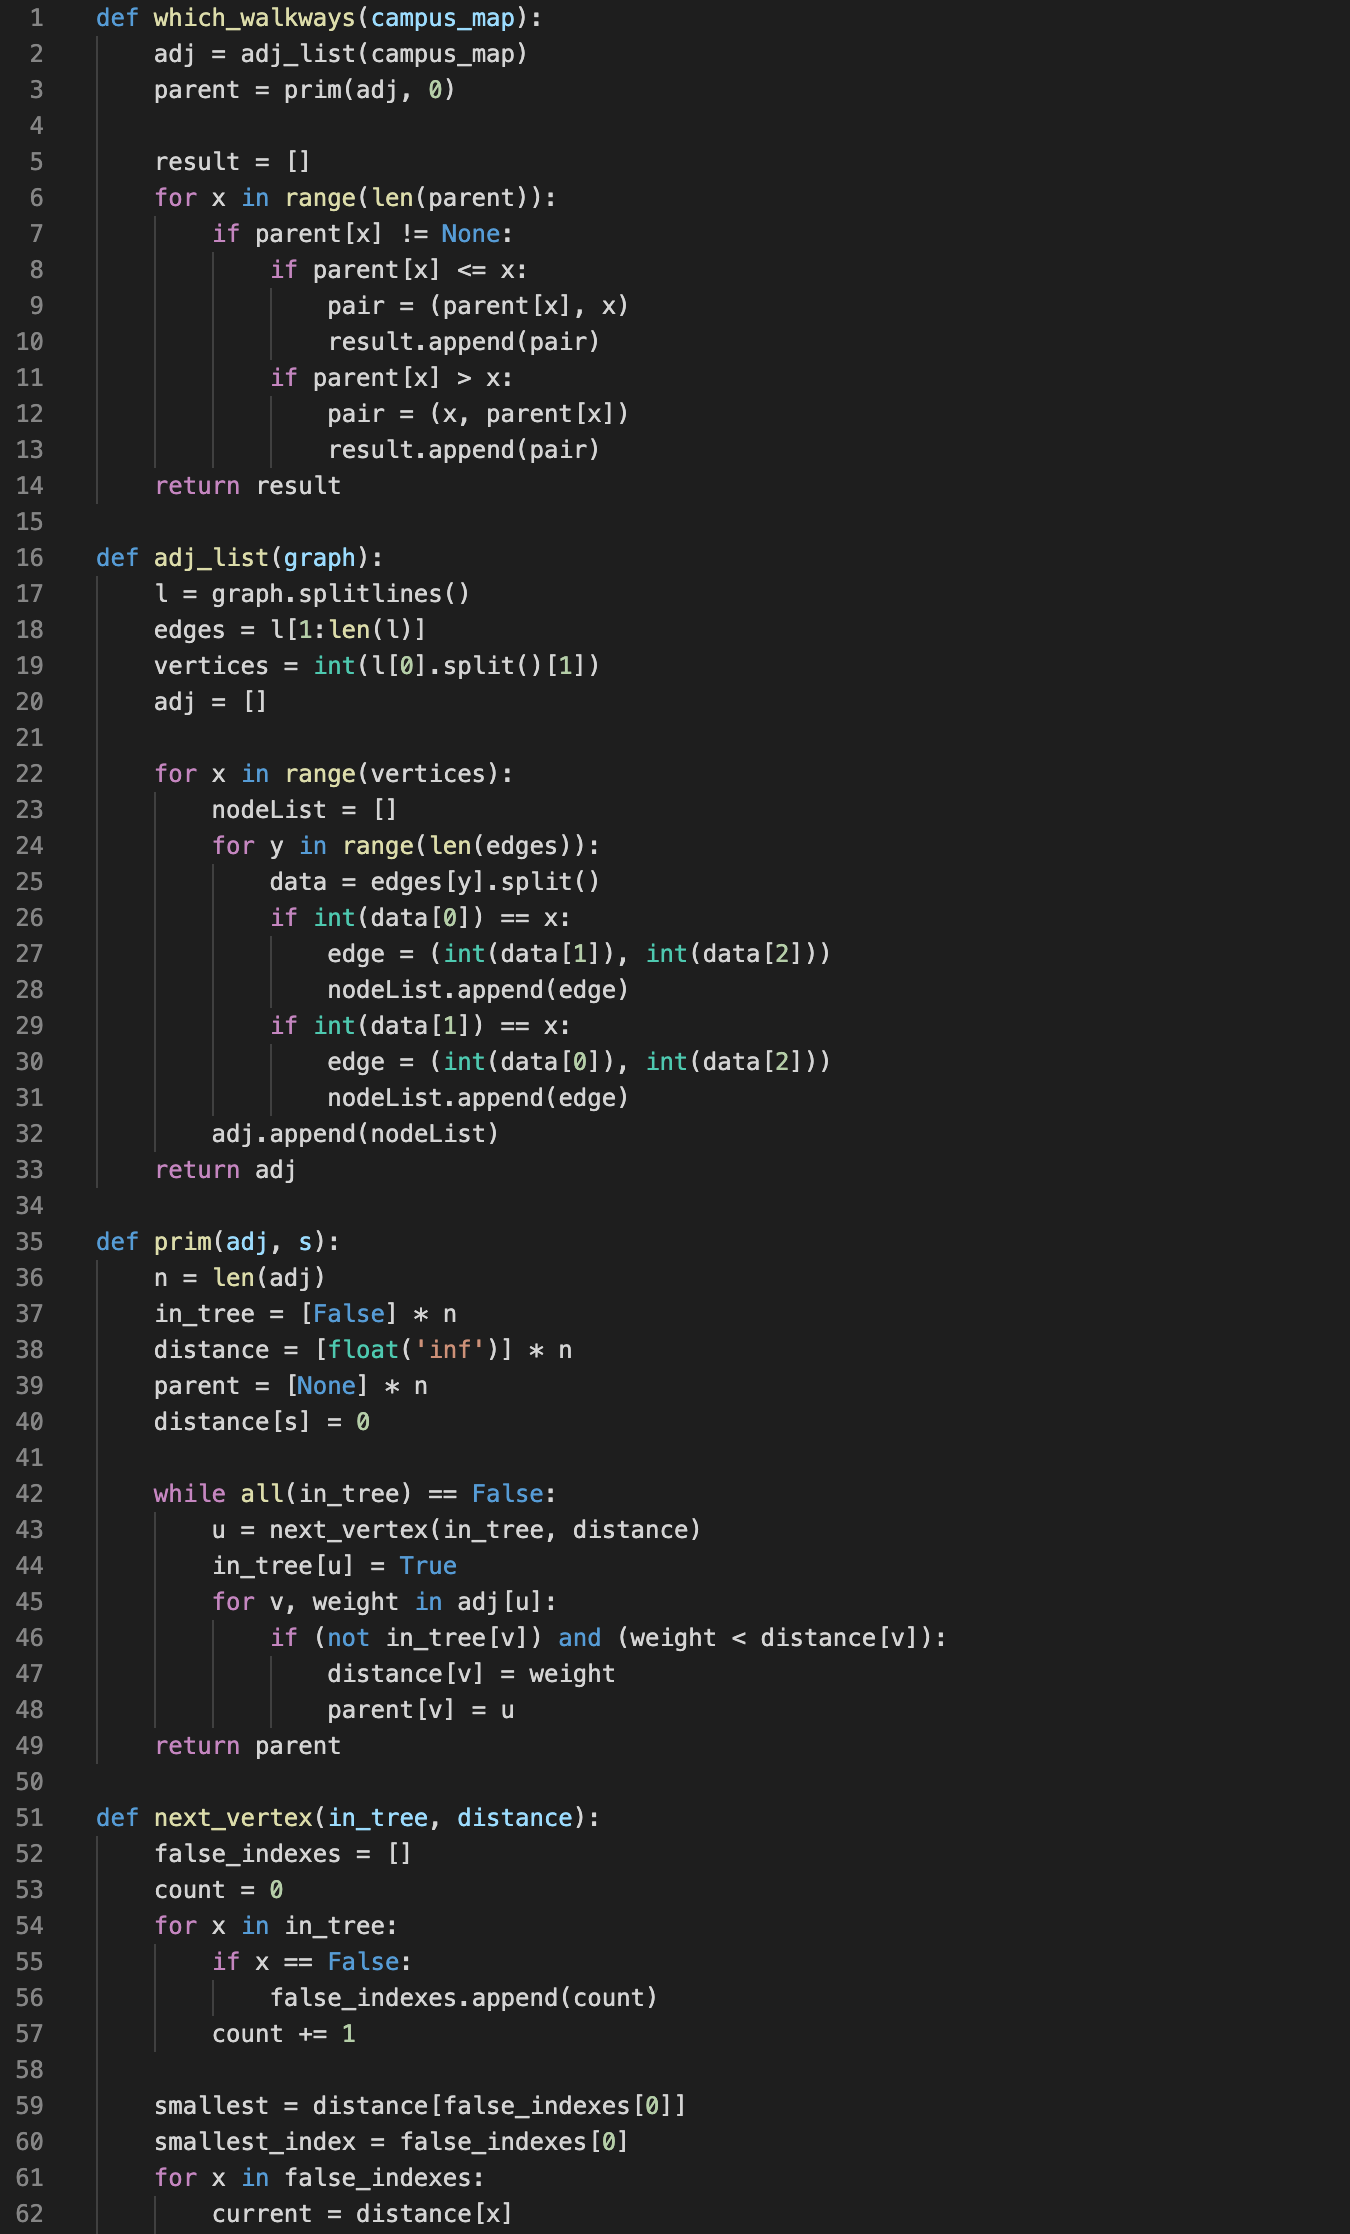 1 def which_walkways(campus_map):
2     adj = adj_list(campus_map)
3     parent = prim(adj, 0)
4
5     result = []
6     for x in range(len(parent)):
7         if parent[x] != None:
8             if parent[x] <= x:
9                 pair = (parent[x], x)
10                 result.append(pair)
11             if parent[x] > x:
12                 pair = (x, parent[x])
13                 result.append(pair)
14     return result
15
16 def adj_list(graph):
17     l = graph.splitlines()
18     edges = l[1:len(l)]
19     vertices = int(l[0].split()[1])
20     adj = []
21
22     for x in range(vertices):
23         nodeList = []
24         for y in range(len(edges)):
25             data = edges[y].split()
26             if int(data[0]) == x:
27                 edge = (int(data[1]), int(data[2]))
28                 nodeList.append(edge)
29             if int(data[1]) == x:
30                 edge = (int(data[0]), int(data[2]))
31                 nodeList.append(edge)
32         adj.append(nodeList)
33     return adj
34
35 def prim(adj, s):
36     n = len(adj)
37     in_tree = [False] * n
38     distance = [float('inf')] * n
39     parent = [None] * n
40     distance[s] = 0
41
42     while all(in_tree) == False:
43         u = next_vertex(in_tree, distance)
44         in_tree[u] = True
45         for v, weight in adj[u]:
46             if (not in_tree[v]) and (weight < distance[v]):
47                 distance[v] = weight
48                 parent[v] = u
49     return parent
50
51 def next_vertex(in_tree, distance):
52     false_indexes = []
53     count = 0
54     for x in in_tree:
55         if x == False:
56             false_indexes.append(count)
57         count += 1
58
59     smallest = distance[false_indexes[0]]
60     smallest_index = false_indexes[0]
61     for x in false_indexes:
62         current = distance[x]